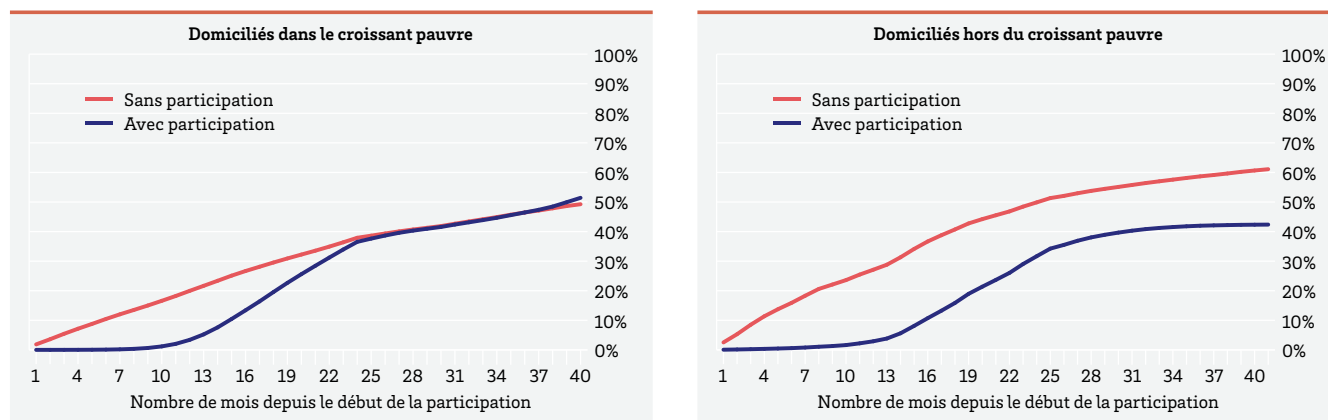 Domiciliés dans le croissant pauvre
100%
90%
80%
70%
60%
50%
40%
30%
20%
10%
0%
Sans participation
Avec participation
1 4 7 10 13 16 19 22 25 28 31 34 37 40
Nombre de mois depuis le début de la participation
Domiciliés hors du croissant pauvre
100%
90%
80%
70%
60%
50%
40%
30%
20%
10%
0%
Sans participation
Avec participation
1 4 7 10 13 16 19 22 25 28 31 34 37 40
Nombre de mois depuis le début de la participation